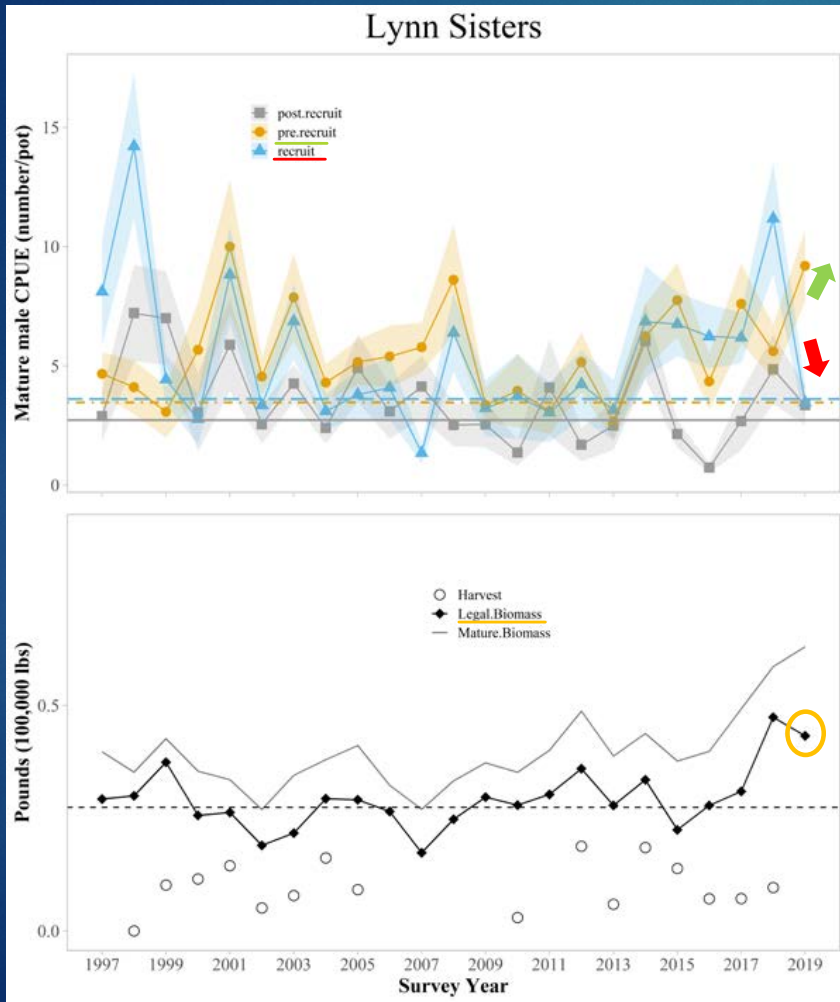 Lynn Sisters
Mature male CPUE (number/pot)
15
10
5
0
post.recruit
pre.recruit
recruit
Pounds (100,000 lbs)
0.5
0.0
Harvest
Legal.Biomass
Mature.Biomass
1997 1999 2001 2003 2005 2007 2009 2011 2013 2015 2017 2019
Survey Year